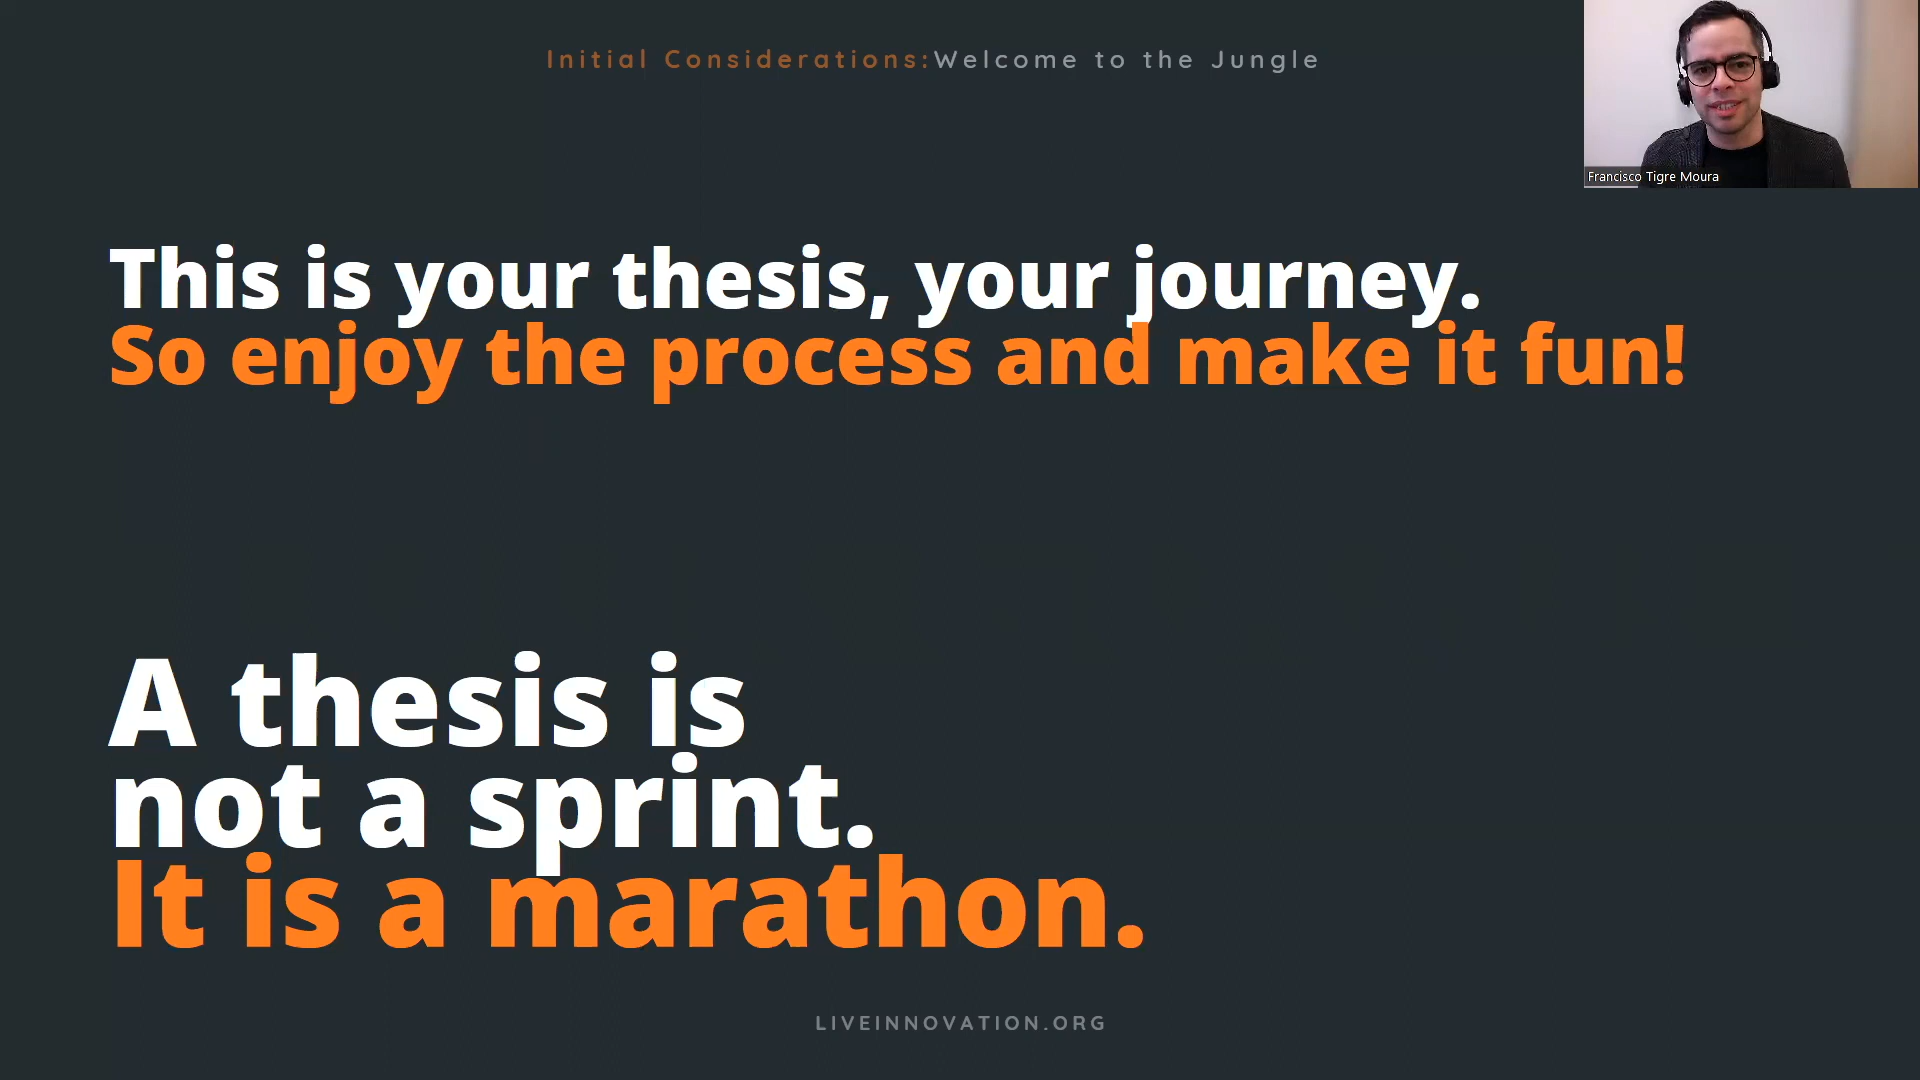 Initial Considerations:Welcome to the Jungle
Francisco Tigre Moura
This is your thesis, your journey.
So enjoy the process and make it fun!
A thesis is
not a sprint.
It is a marathon.
LIVEINNOVATION.ORG